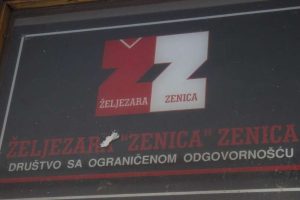 ŽELJEZARA ZENICA
ŽELJEZARA "ZENICA" ZENICA
DRUŠTVO SA OGRANIČENOM ODGOVORNOŠĆU